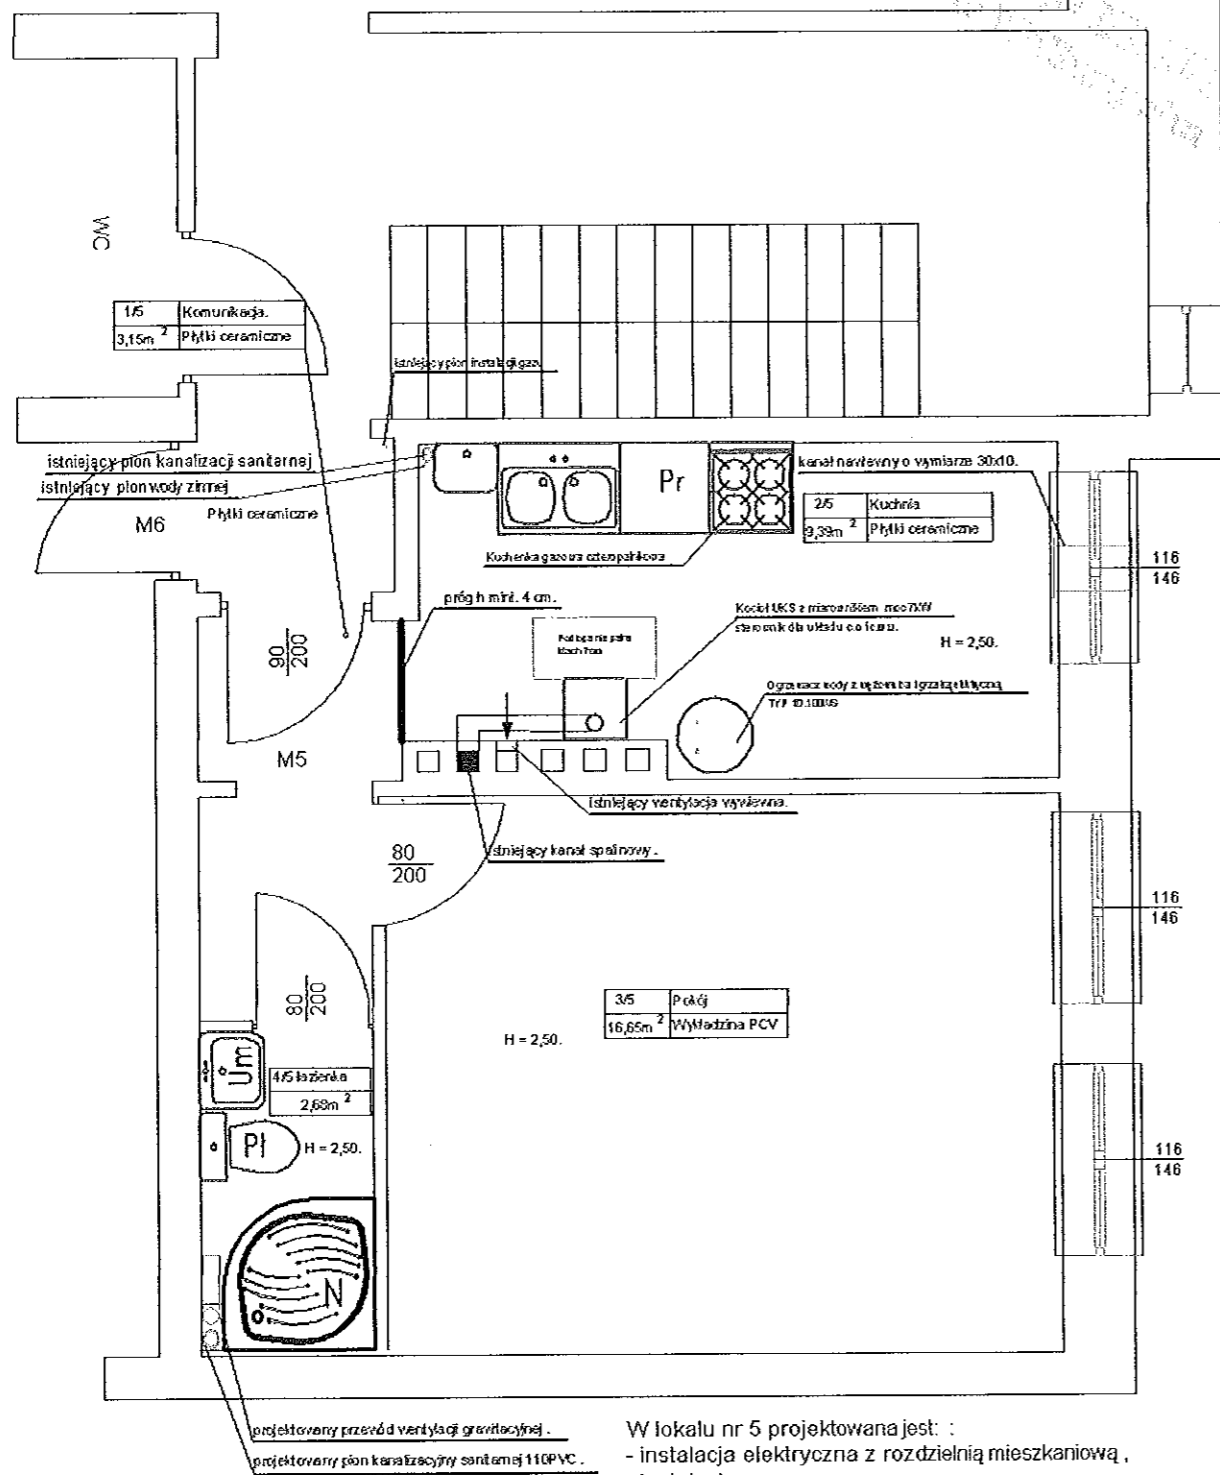 WC
1/5 Komunikacja.
3,15m 2 Płytki ceramiczne
istniejący pion instalacji gazu.
istniejący pion kanalizacji sanitarnej
istniejący pion wody zimnej
M6
Płytki ceramiczne
Pr
kanał nawiewny o wymiarze 30x10.
2/5 Kuchnia
9,39m 2 Płytki ceramiczne
Kuchenka gazowa czteropalnikowa
116
146
próg h mint. 4 cm.
90
200
H = 2,50.
M5
istniejący wentylacja wywiewna.
istniejący kanał spalinowy.
80
200
116
146
80
200
3/5 Pokój
16,65m 2 Wykładzina PCV
H = 2,50.
Um
4/5 łazienka
2,68m 2
Pł
H = 2,50.
116
146
N
projektowany przewód wentylacji grawitacyjnej .
projektowany pion kanalizacyjny sanitarnej 110PVC .
W lokalu nr 5 projektowana jest: :
- instalacja elektryczna z rozdzielnią mieszkaniową ,